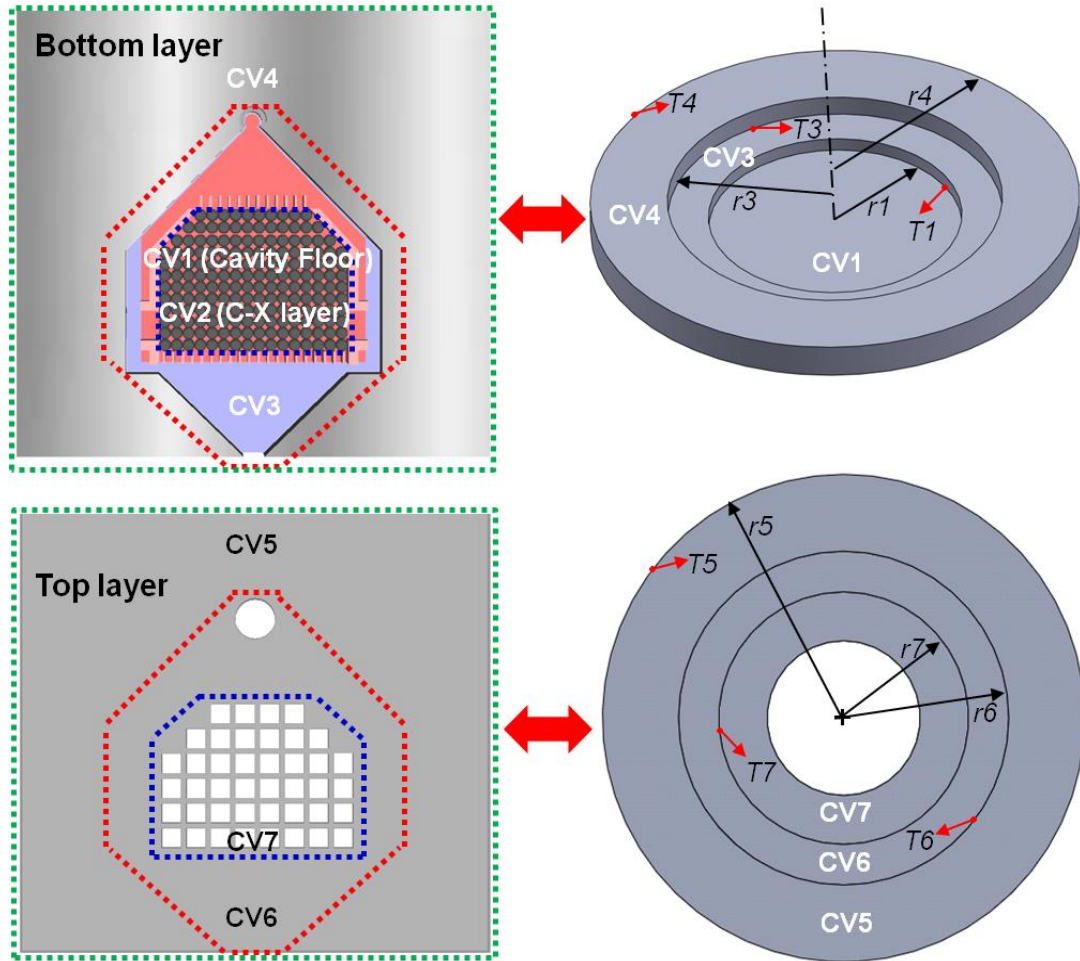 Bottom layer
CV4
CV1 (Cavity Floor)
CV2 (C-X layer)
CV3
T4
r4
T3
CV3
CV4
r3
r1
T1
CV1
CV5
Top layer
CV7
CV6
r5
T5
r7
r6
T7
CV7
T6
CV6
CV5